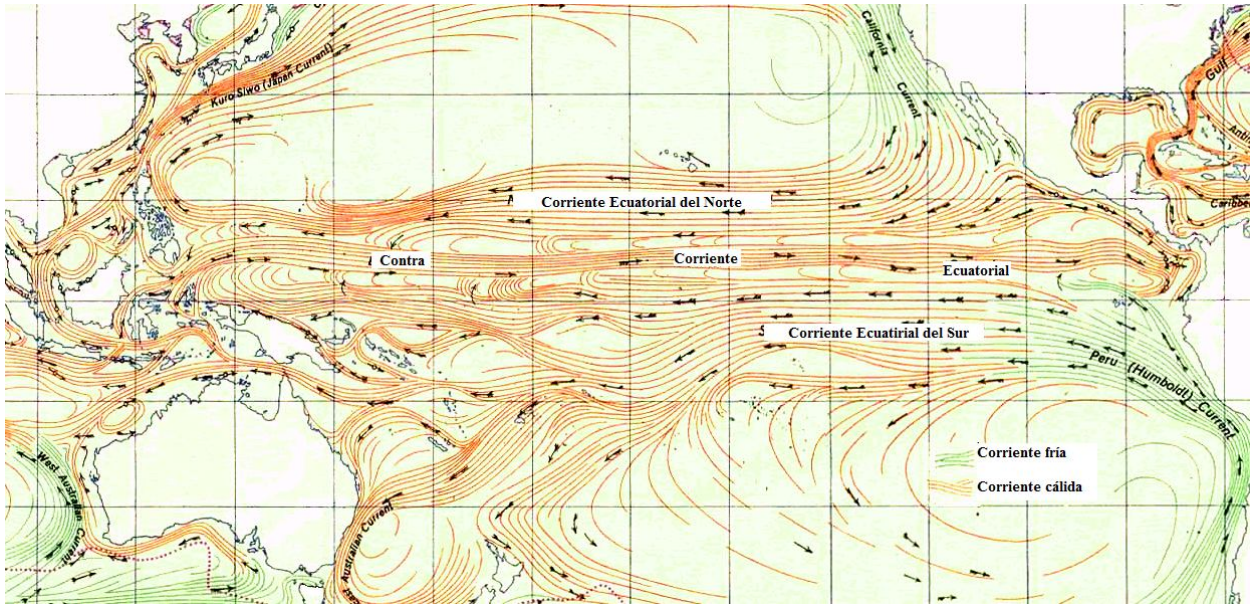 California
Current
Gulf
Kuro Siwo (Japan Current)
Corriente Ecuatorial del Norte
Contra
Corriente
Ecuatorial
Corriente Ecuatirial del Sur
Peru (Humboldt) Current
Corriente fría
Corriente cálida
West Australian
Current
Australian Current